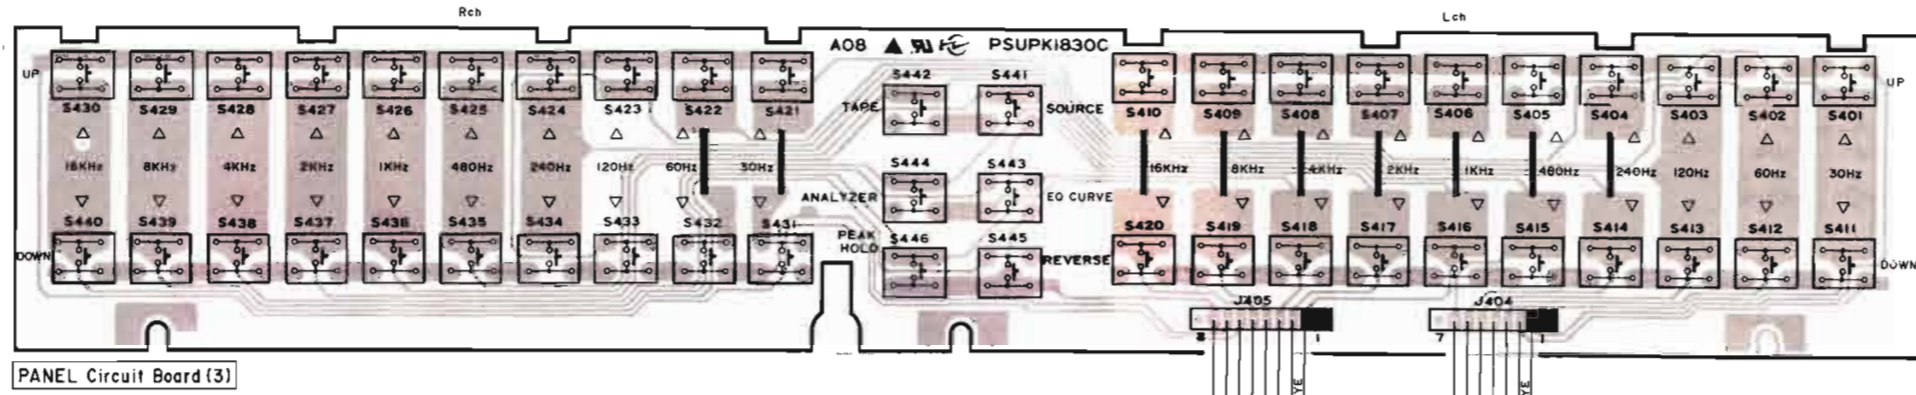 Rch Lch
A08 PSUPK1830C
UP S442 S441 UP
S430 S429 S428 S427 S426 S425 S424 S423 S422 S421 TAPE SOURCE S410 S409 S408 S407 S406 S405 S404 S403 S402 S401
16KHz 8KHz 4KHz 2KHz 1KHz 480Hz 240Hz 120Hz 60Hz 30Hz S444 S443 16KHz 8KHz 4KHz 2KHz 1KHz 480Hz 240Hz 120Hz 60Hz 30Hz
ANALYZER EQ CURVE
S440 S439 S438 S437 S436 S435 S434 S433 S432 S431 S420 S419 S418 S417 S416 S415 S414 S413 S412 S411
PEAK S446 S445
DOWN HOLD REVERSE DOWN
J405 J404
8 1 7 1
PANEL Circuit Board (3)
YE YE